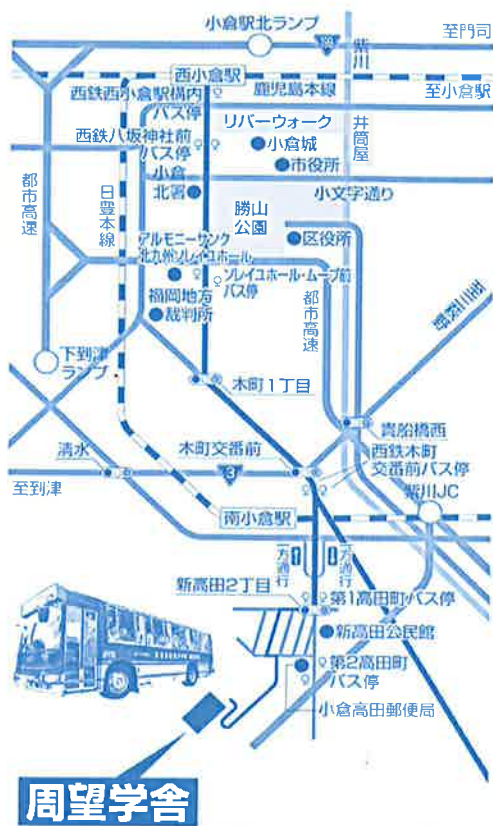 小倉駅北ランプ
199
至門司
紫川
西小倉駅
鹿児島本線
至小倉駅
西鉄西小倉駅構内
バス停
リバーウォーク
井筒屋
西鉄八坂神社前
バス停
小倉城
市役所
小倉
北署
小文字通り
都市高速
日豊本線
勝山
公園
区役所
アルモニーサンク
北九州ソレイユホール
ソレイユホール・ムーブ前
バス停
福岡地方
裁判所
都市高速
至三萩野
下到津
ランプ
木町1丁目
貴船橋西
清水
木町交番前
西鉄木町
交番前バス停
3
至到津
紫川JC
南小倉駅
一方通行
一方通行
新高田2丁目
第1高田町バス停
新高田公民館
第2高田町
バス停
小倉高田郵便局
周望学舎